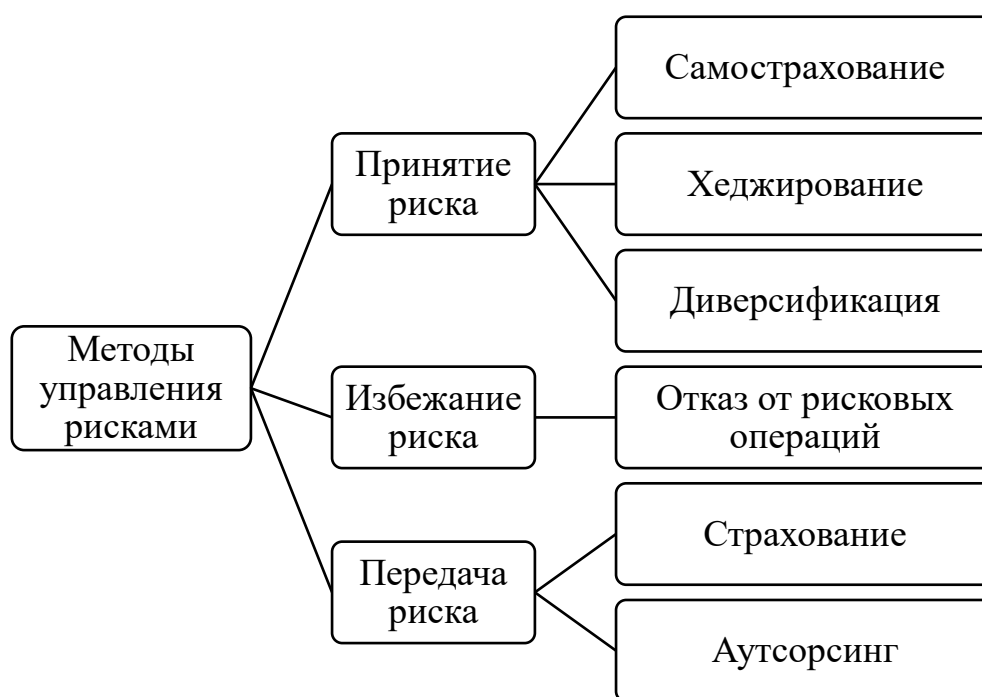 Методы
управления
рисками
Принятие
риска
Самострахование
Хеджирование
Диверсификация
Избежание
риска
Отказ от рисковых
операций
Передача
риска
Страхование
Аутсорсинг